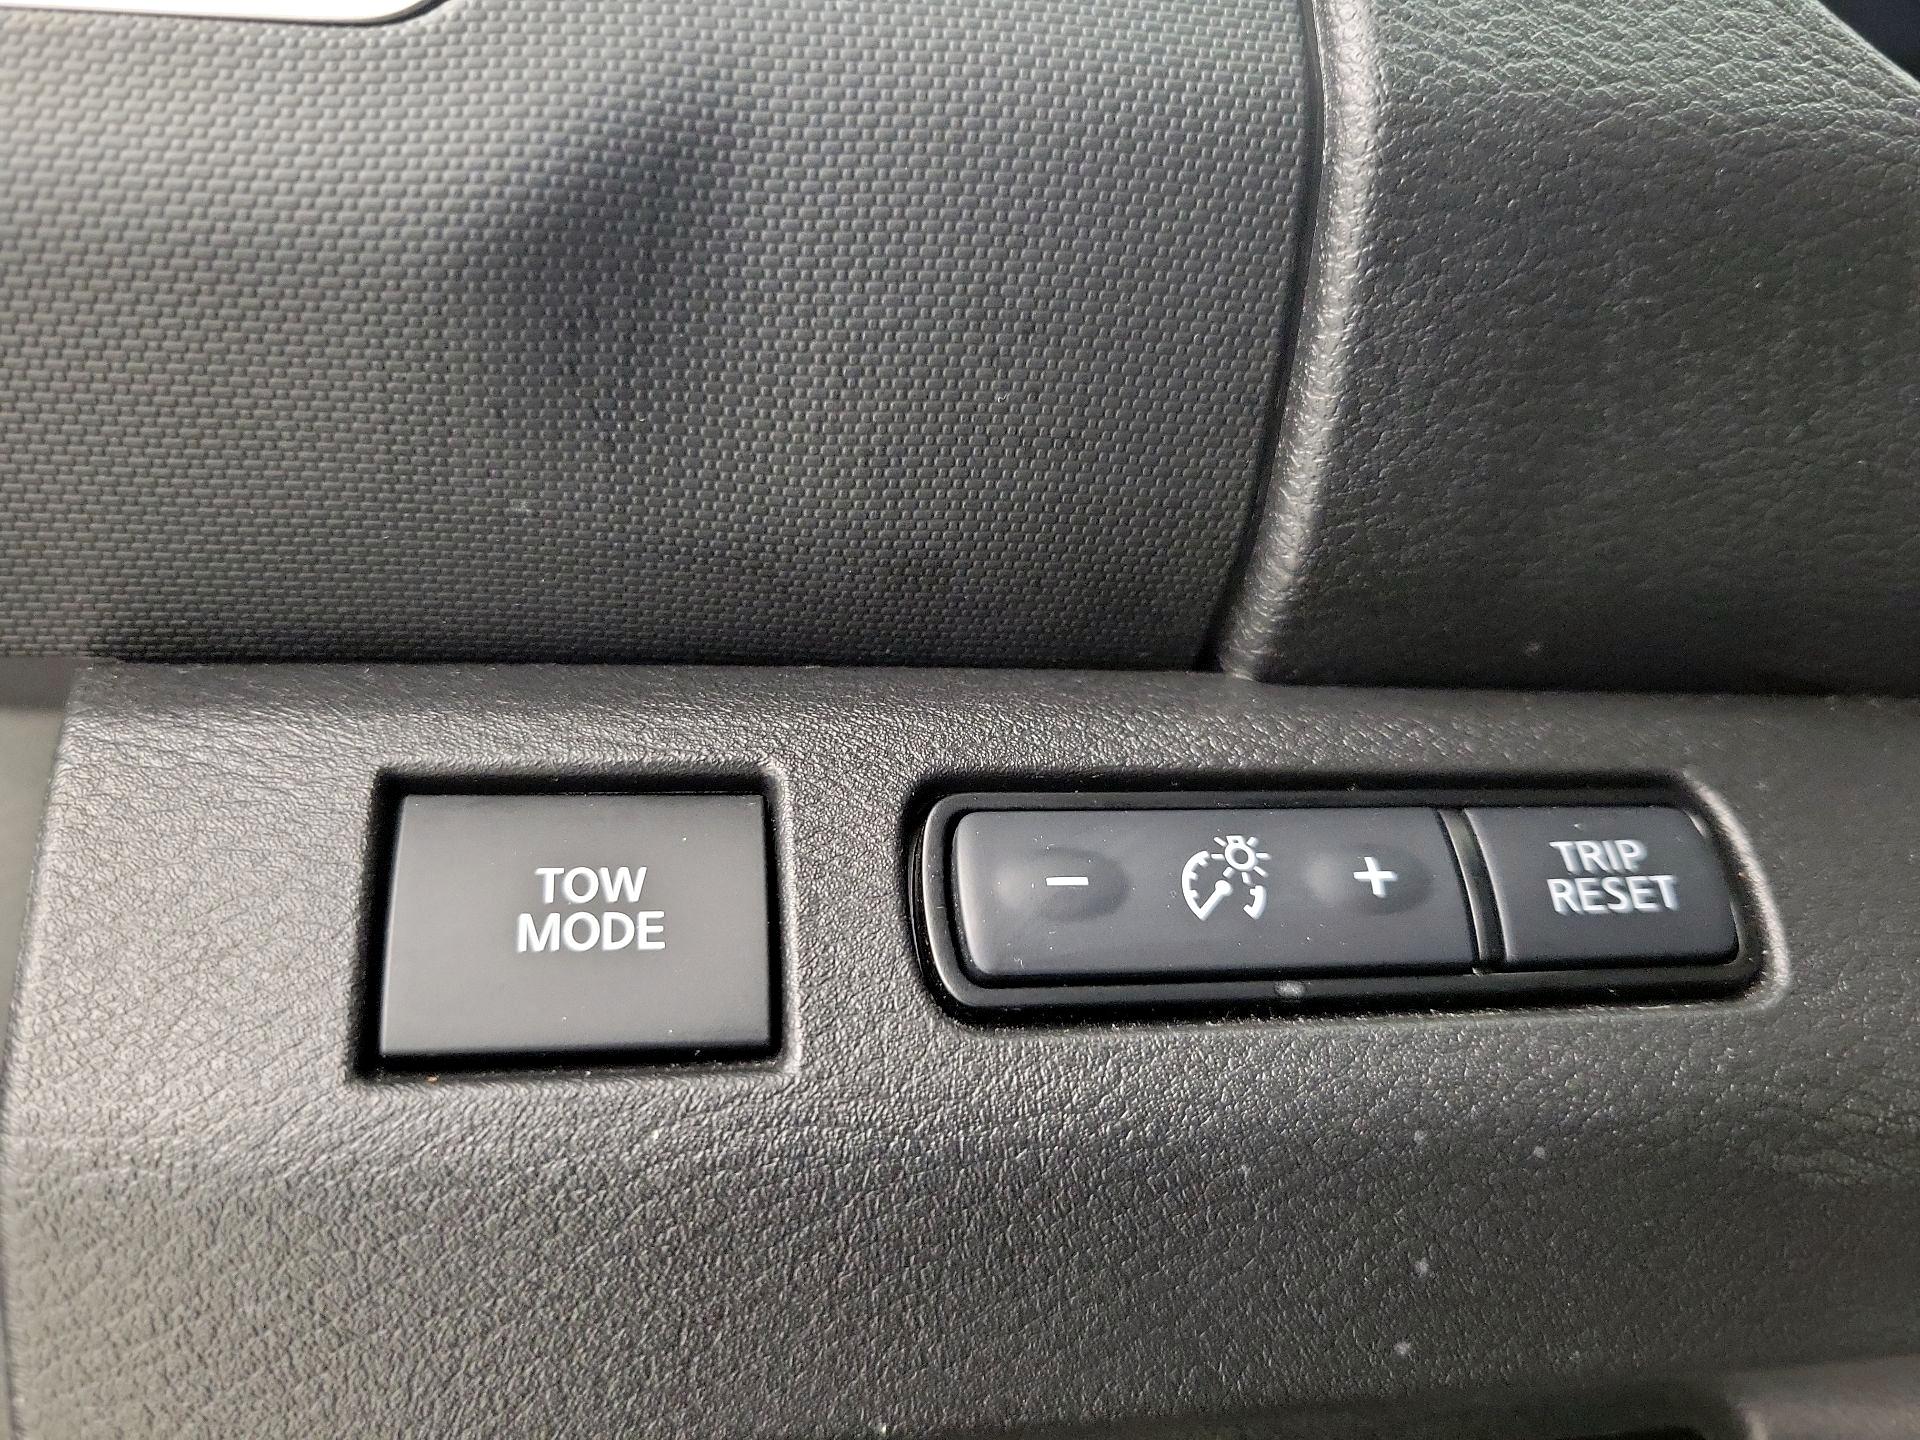 TOW
MODE
- +
TRIP
RESET